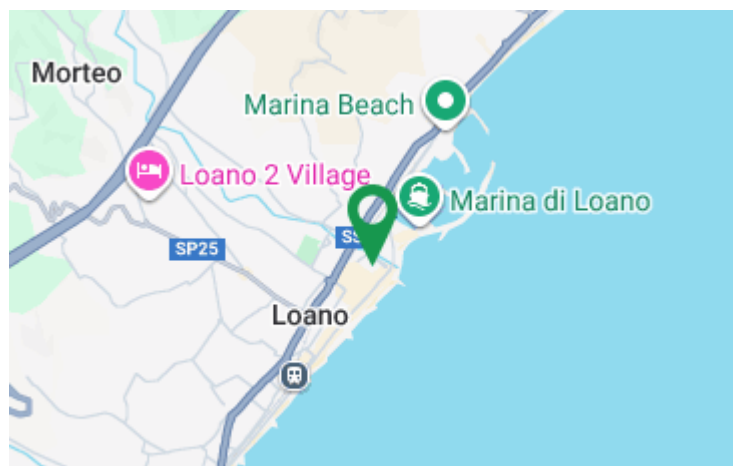 Morteo
Marina Beach
Loano 2 Village
Marina di Loano
SP25
Loano